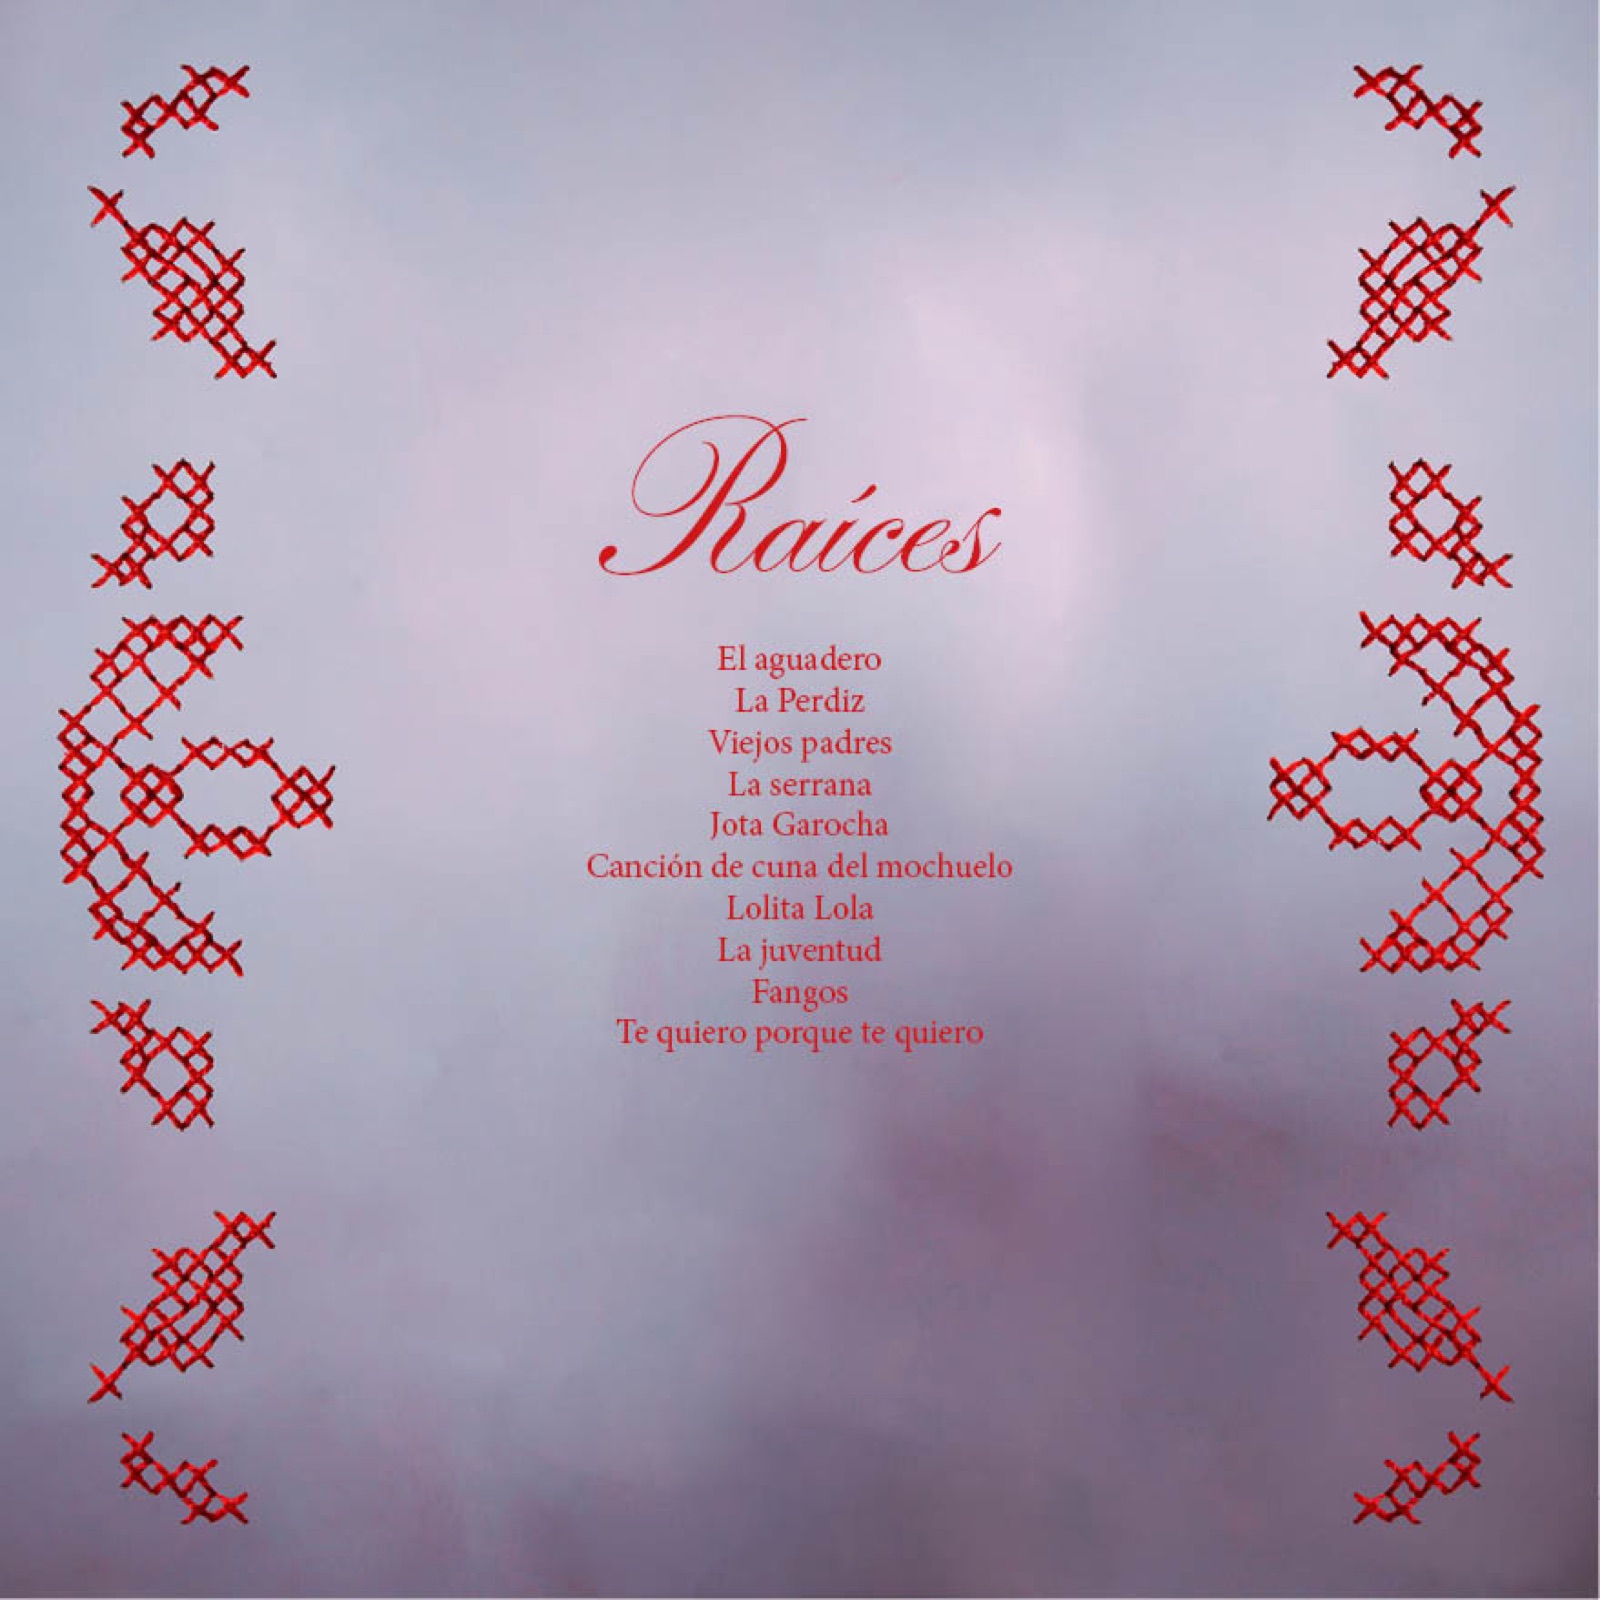 Raíces
El aguadero
La Perdiz
Viejos padres
La serrana
Jota Garocha
Canción de cuna del mochuelo
Lolita Lola
La juventud
Fangos
Te quiero porque te quiero